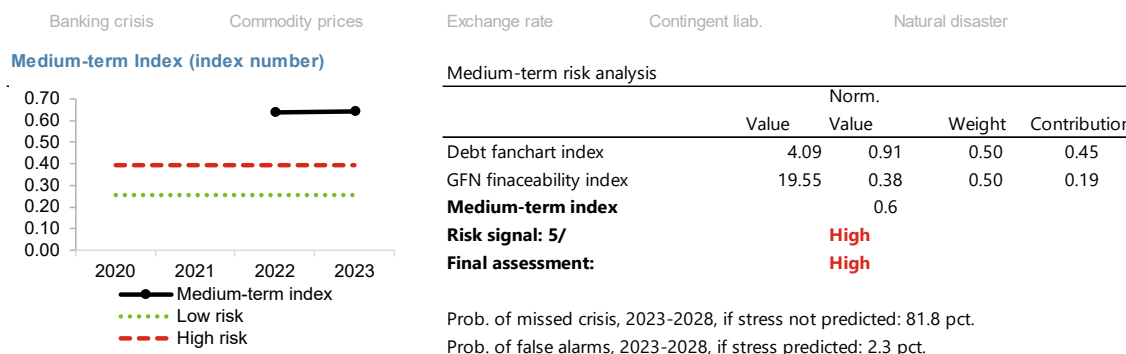 Banking crisis Commodity prices Exchange rate Contingent liab. Natural disaster
Medium-term Index (index number)
0.70
0.60
0.50
0.40
0.30
0.20
0.10
0.00
2020 2021 2022 2023
Medium-term index
Low risk
High risk
Medium-term risk analysis
Norm.
Value Value Weight Contribution
Debt fanchart index 4.09 0.91 0.50 0.45
GFN finaceability index 19.55 0.38 0.50 0.19
Medium-term index 0.6
Risk signal: 5/ High
Final assessment: High
Prob. of missed crisis, 2023-2028, if stress not predicted: 81.8 pct.
Prob. of false alarms, 2023-2028, if stress predicted: 2.3 pct.